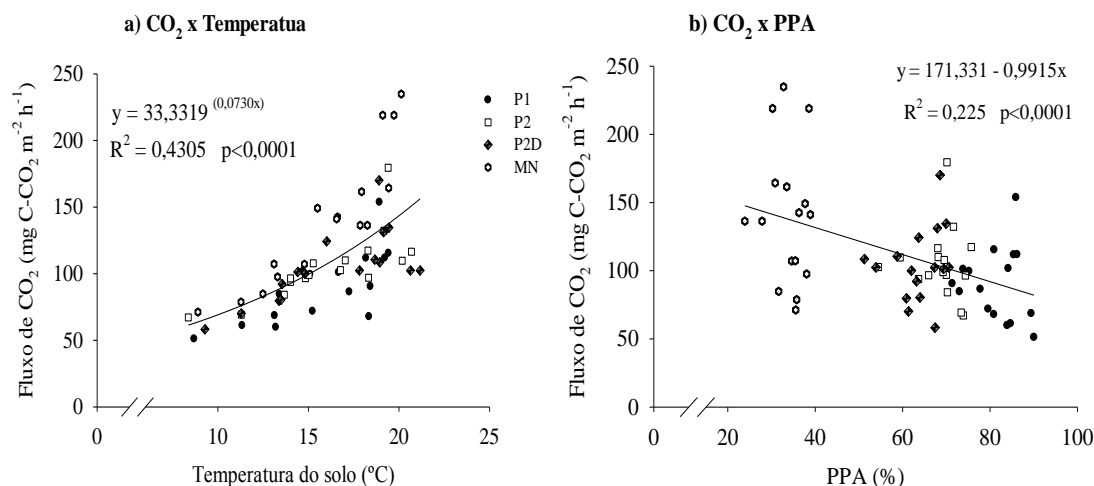 a) CO₂ x Temperatua
250
200
150
100
50
0
Fluxo de CO₂ (mg C-CO₂ m⁻² h⁻¹)
y = 33,3319 ⁽⁰,⁰⁷³⁰ˣ⁾
R² = 0,4305 p<0,0001
P1
P2
P2D
MN
0 10 15 20 25
Temperatura do solo (ºC)
b) CO₂ x PPA
250
200
150
100
50
0
Fluxo de CO₂ (mg C-CO₂ m⁻² h⁻¹)
y = 171,331 - 0,9915x
R² = 0,225 p<0,0001
0 20 40 60 80 100
PPA (%)